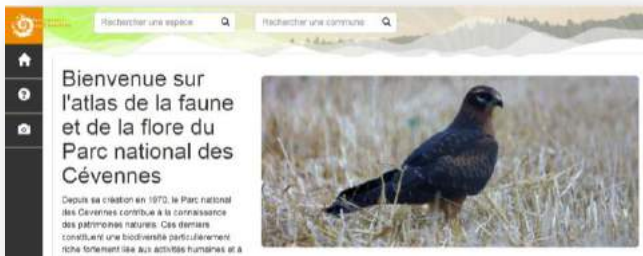 Rechercher une espèce
Rechercher une commune
Bienvenue sur
l'atlas de la faune
et de la flore du
Parc national des
Cévennes
Depuis sa création en 1970, le Parc national
des Cévennes contribue à la connaissance
des patrimoines naturels. Ces derniers
constituent une biodiversité particulièrement
riche fortement liée aux activités humaines et à